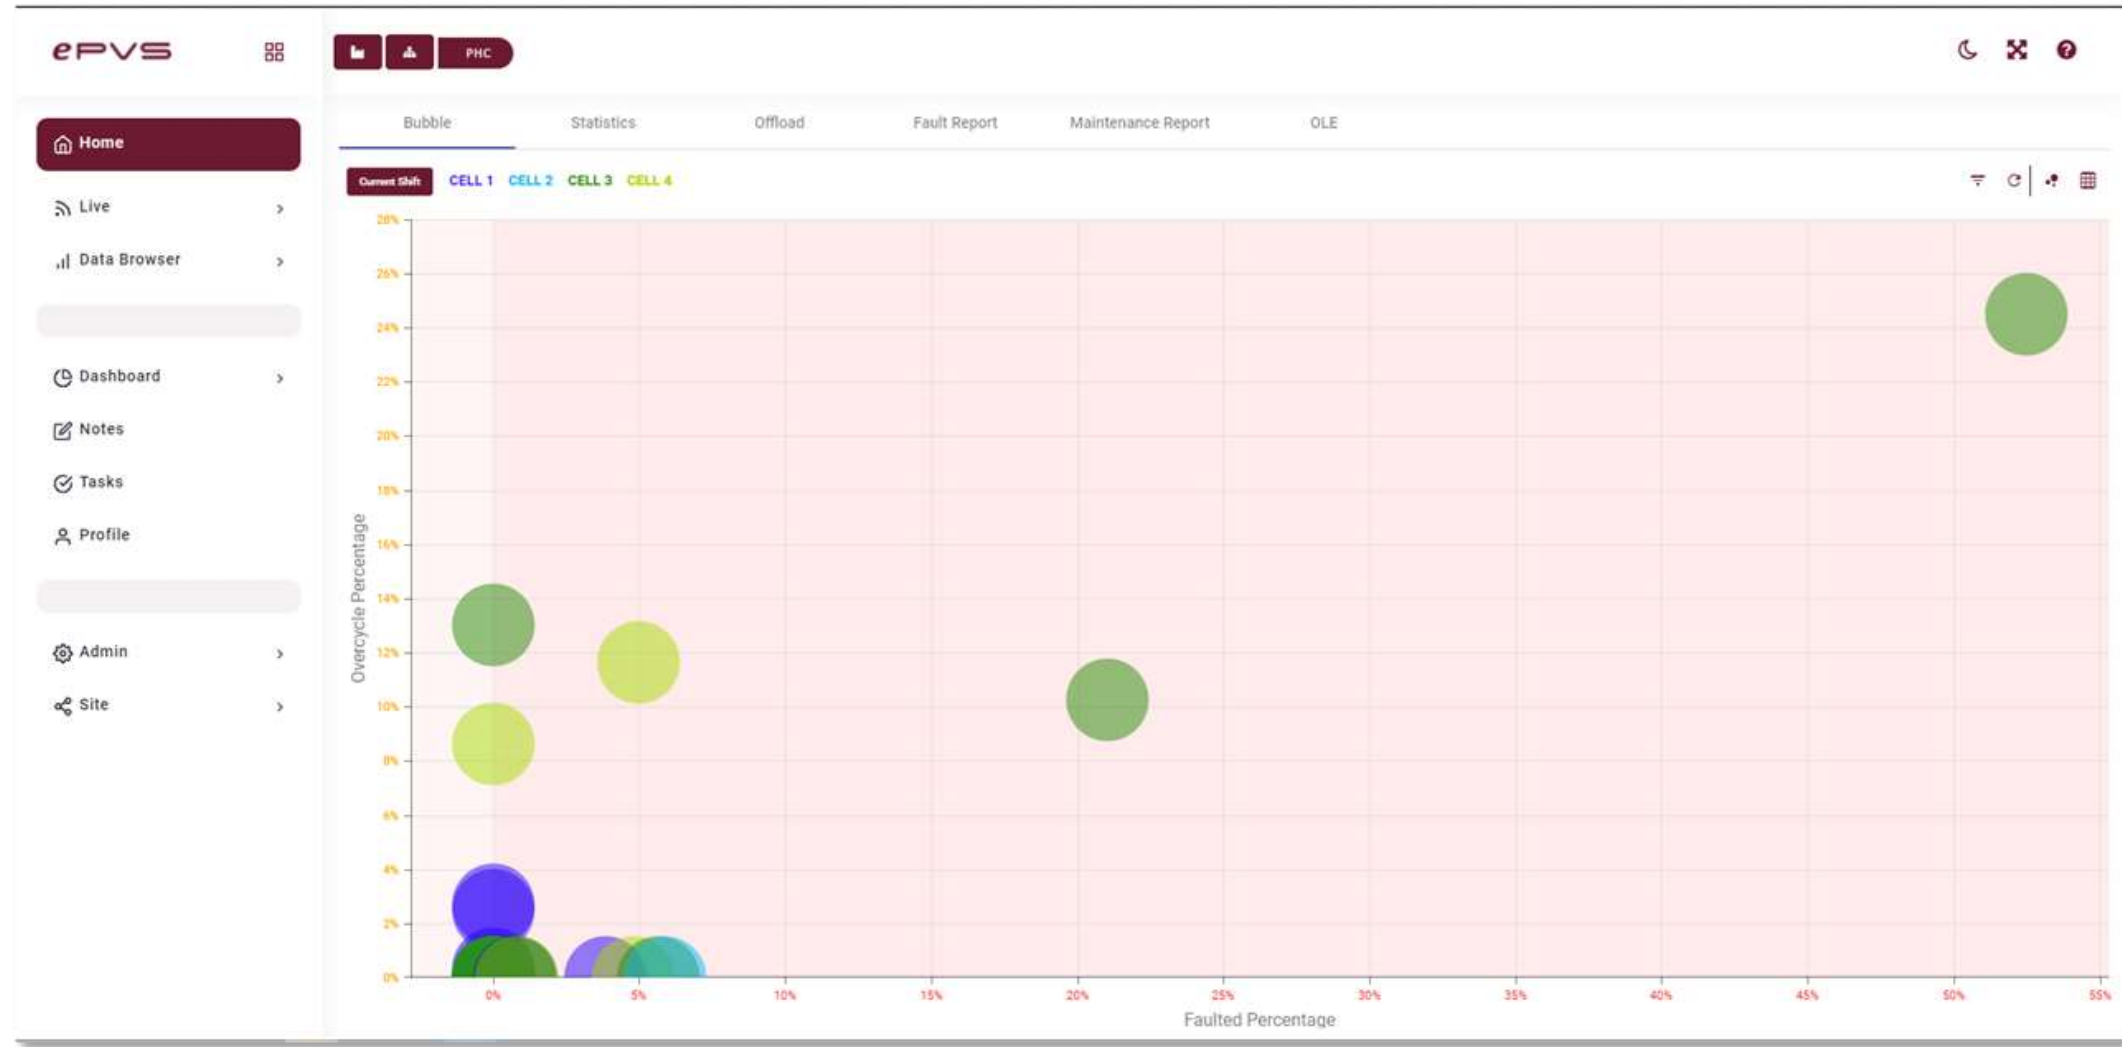 ePVS
PHC
Home
Live
Data Browser
Dashboard
Notes
Tasks
Profile
Admin
Site
Bubble Statistics Offload Fault Report Maintenance Report OLE
Current Shift CELL 1 CELL 2 CELL 3 CELL 4
28%
26%
24%
22%
20%
18%
16%
14%
12%
10%
8%
6%
4%
2%
0%
Overcycle Percentage
0% 5% 10% 15% 20% 25% 30% 35% 40% 45% 50% 55%
Faulted Percentage